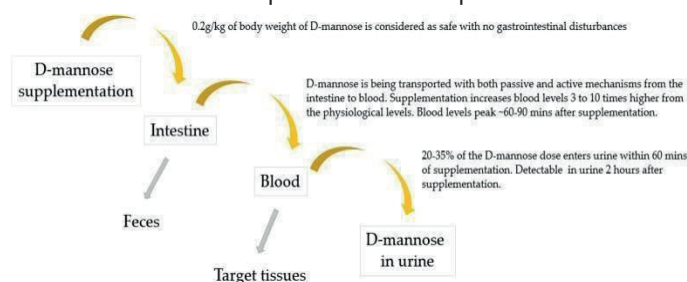 0.2g/kg of body weight of D-mannose is considered as safe with no gastrointestinal disturbances
D-mannose
supplementation
D-mannose is being transported with both passive and active mechanisms from the
intestine to blood. Supplementation increases blood levels 3 to 10 times higher from
the physiological levels. Blood levels peak ~60-90 mins after supplementation.
Intestine
20-35% of the D-mannose dose enters urine within 60 mins
of supplementation. Detectable in urine 2 hours after
supplementation.
Blood
Feces
D-mannose
in urine
Target tissues